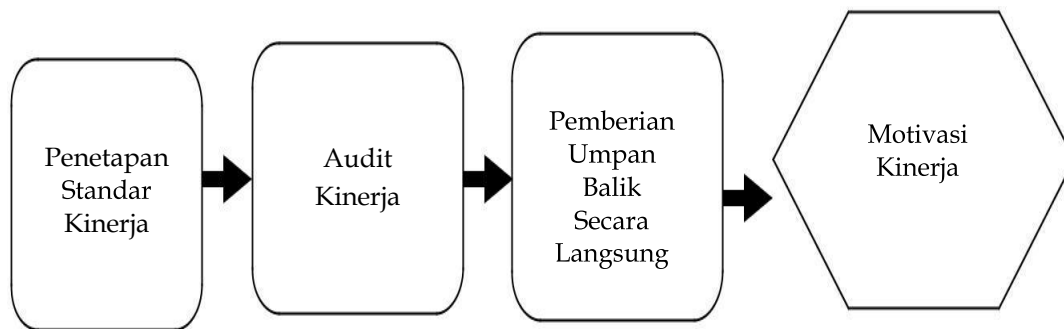 Penetapan
Standar
Kinerja
Audit
Kinerja
Pemberian
Umpan
Balik
Secara
Langsung
Motivasi
Kinerja